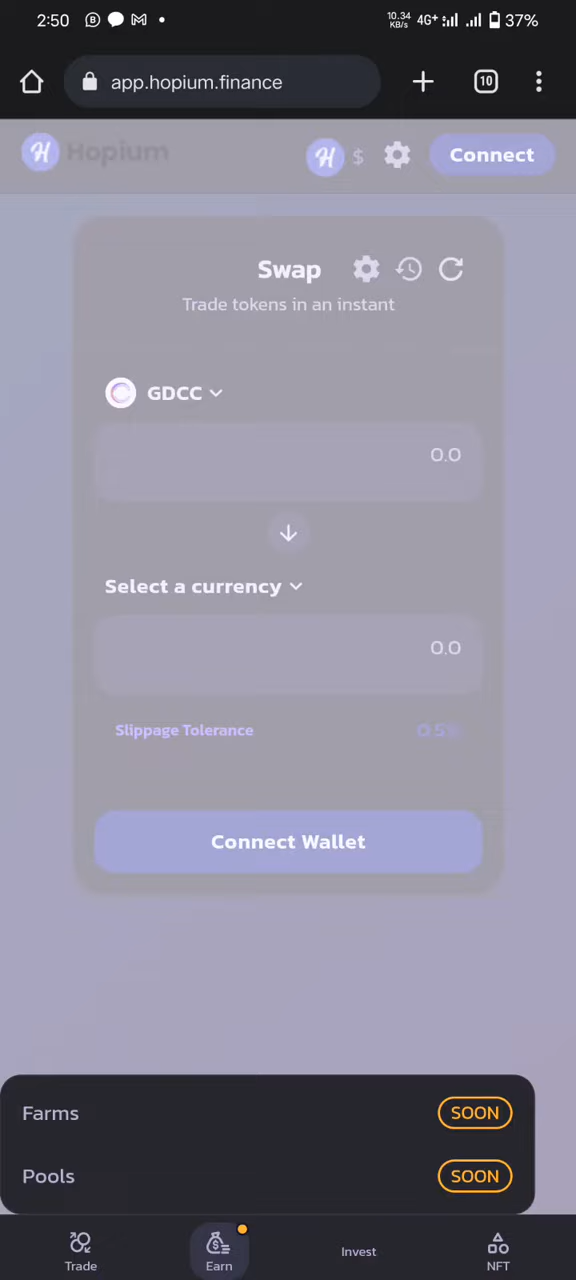 2:50 10.34 KB/s 4G+ 37%
app.hopium.finance 10
Hopium $ Connect
Swap
Trade tokens in an instant
GDCC
0.0
Select a currency
0.0
Slippage Tolerance 0.5%
Connect Wallet
Farms SOON
Pools SOON
Trade Earn Invest NFT